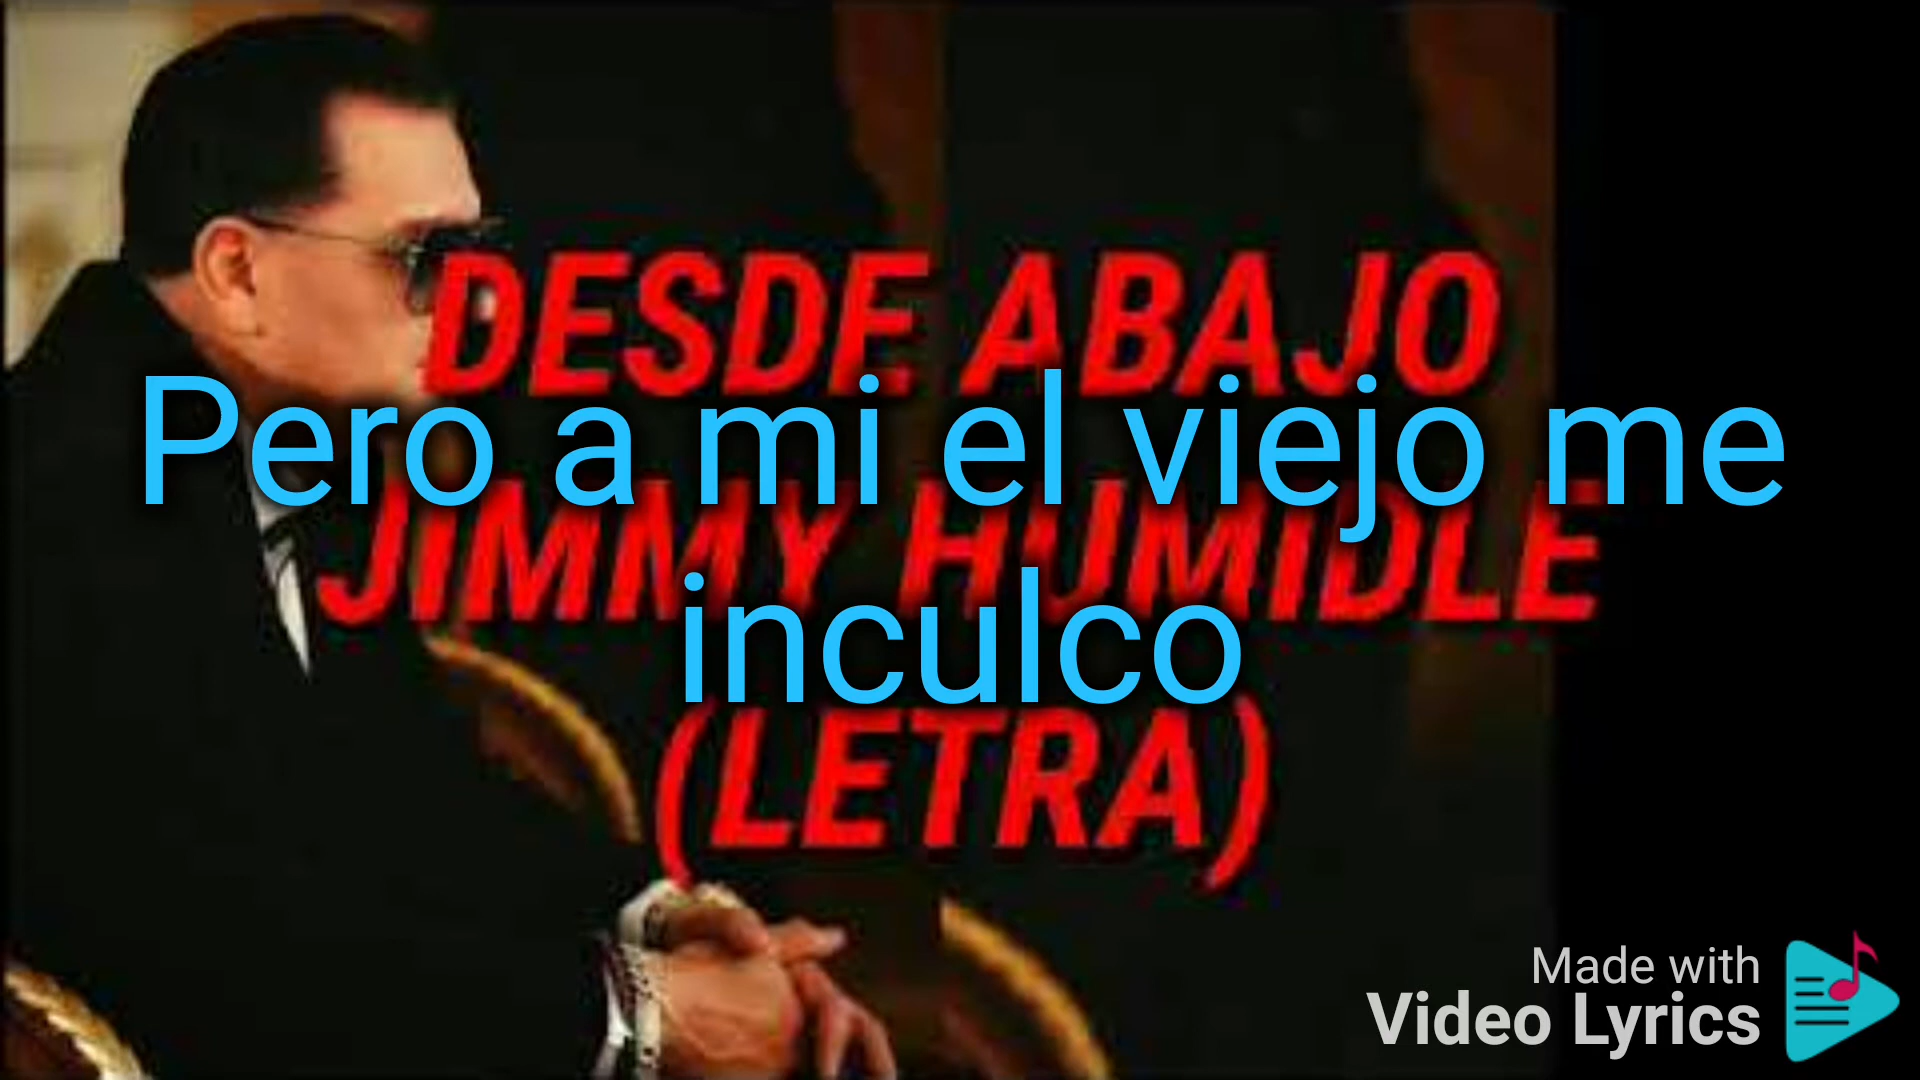 DESDE ABAJO
Pero a mi el viejo me
JIMMY HUMIDLE
inculco
(LETRA)
Made with
Video Lyrics